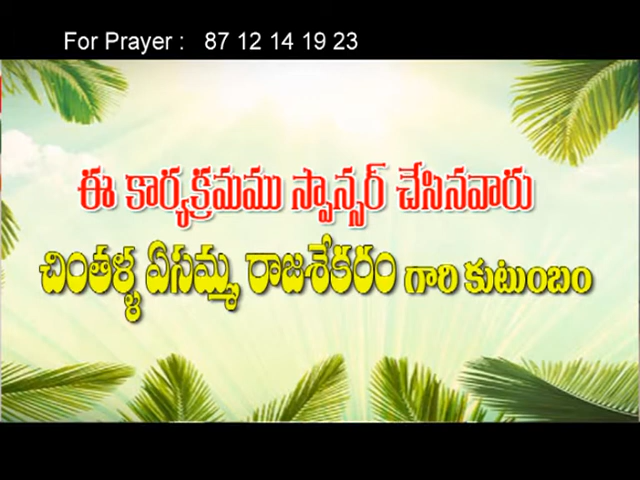 For Prayer : 87 12 14 19 23
ఈ కార్యక్రమము స్పాన్సర్ చేసినవారు
చింతళ్ళ ఏసమ్మ రాజశేకరం గారి కుటుంబం